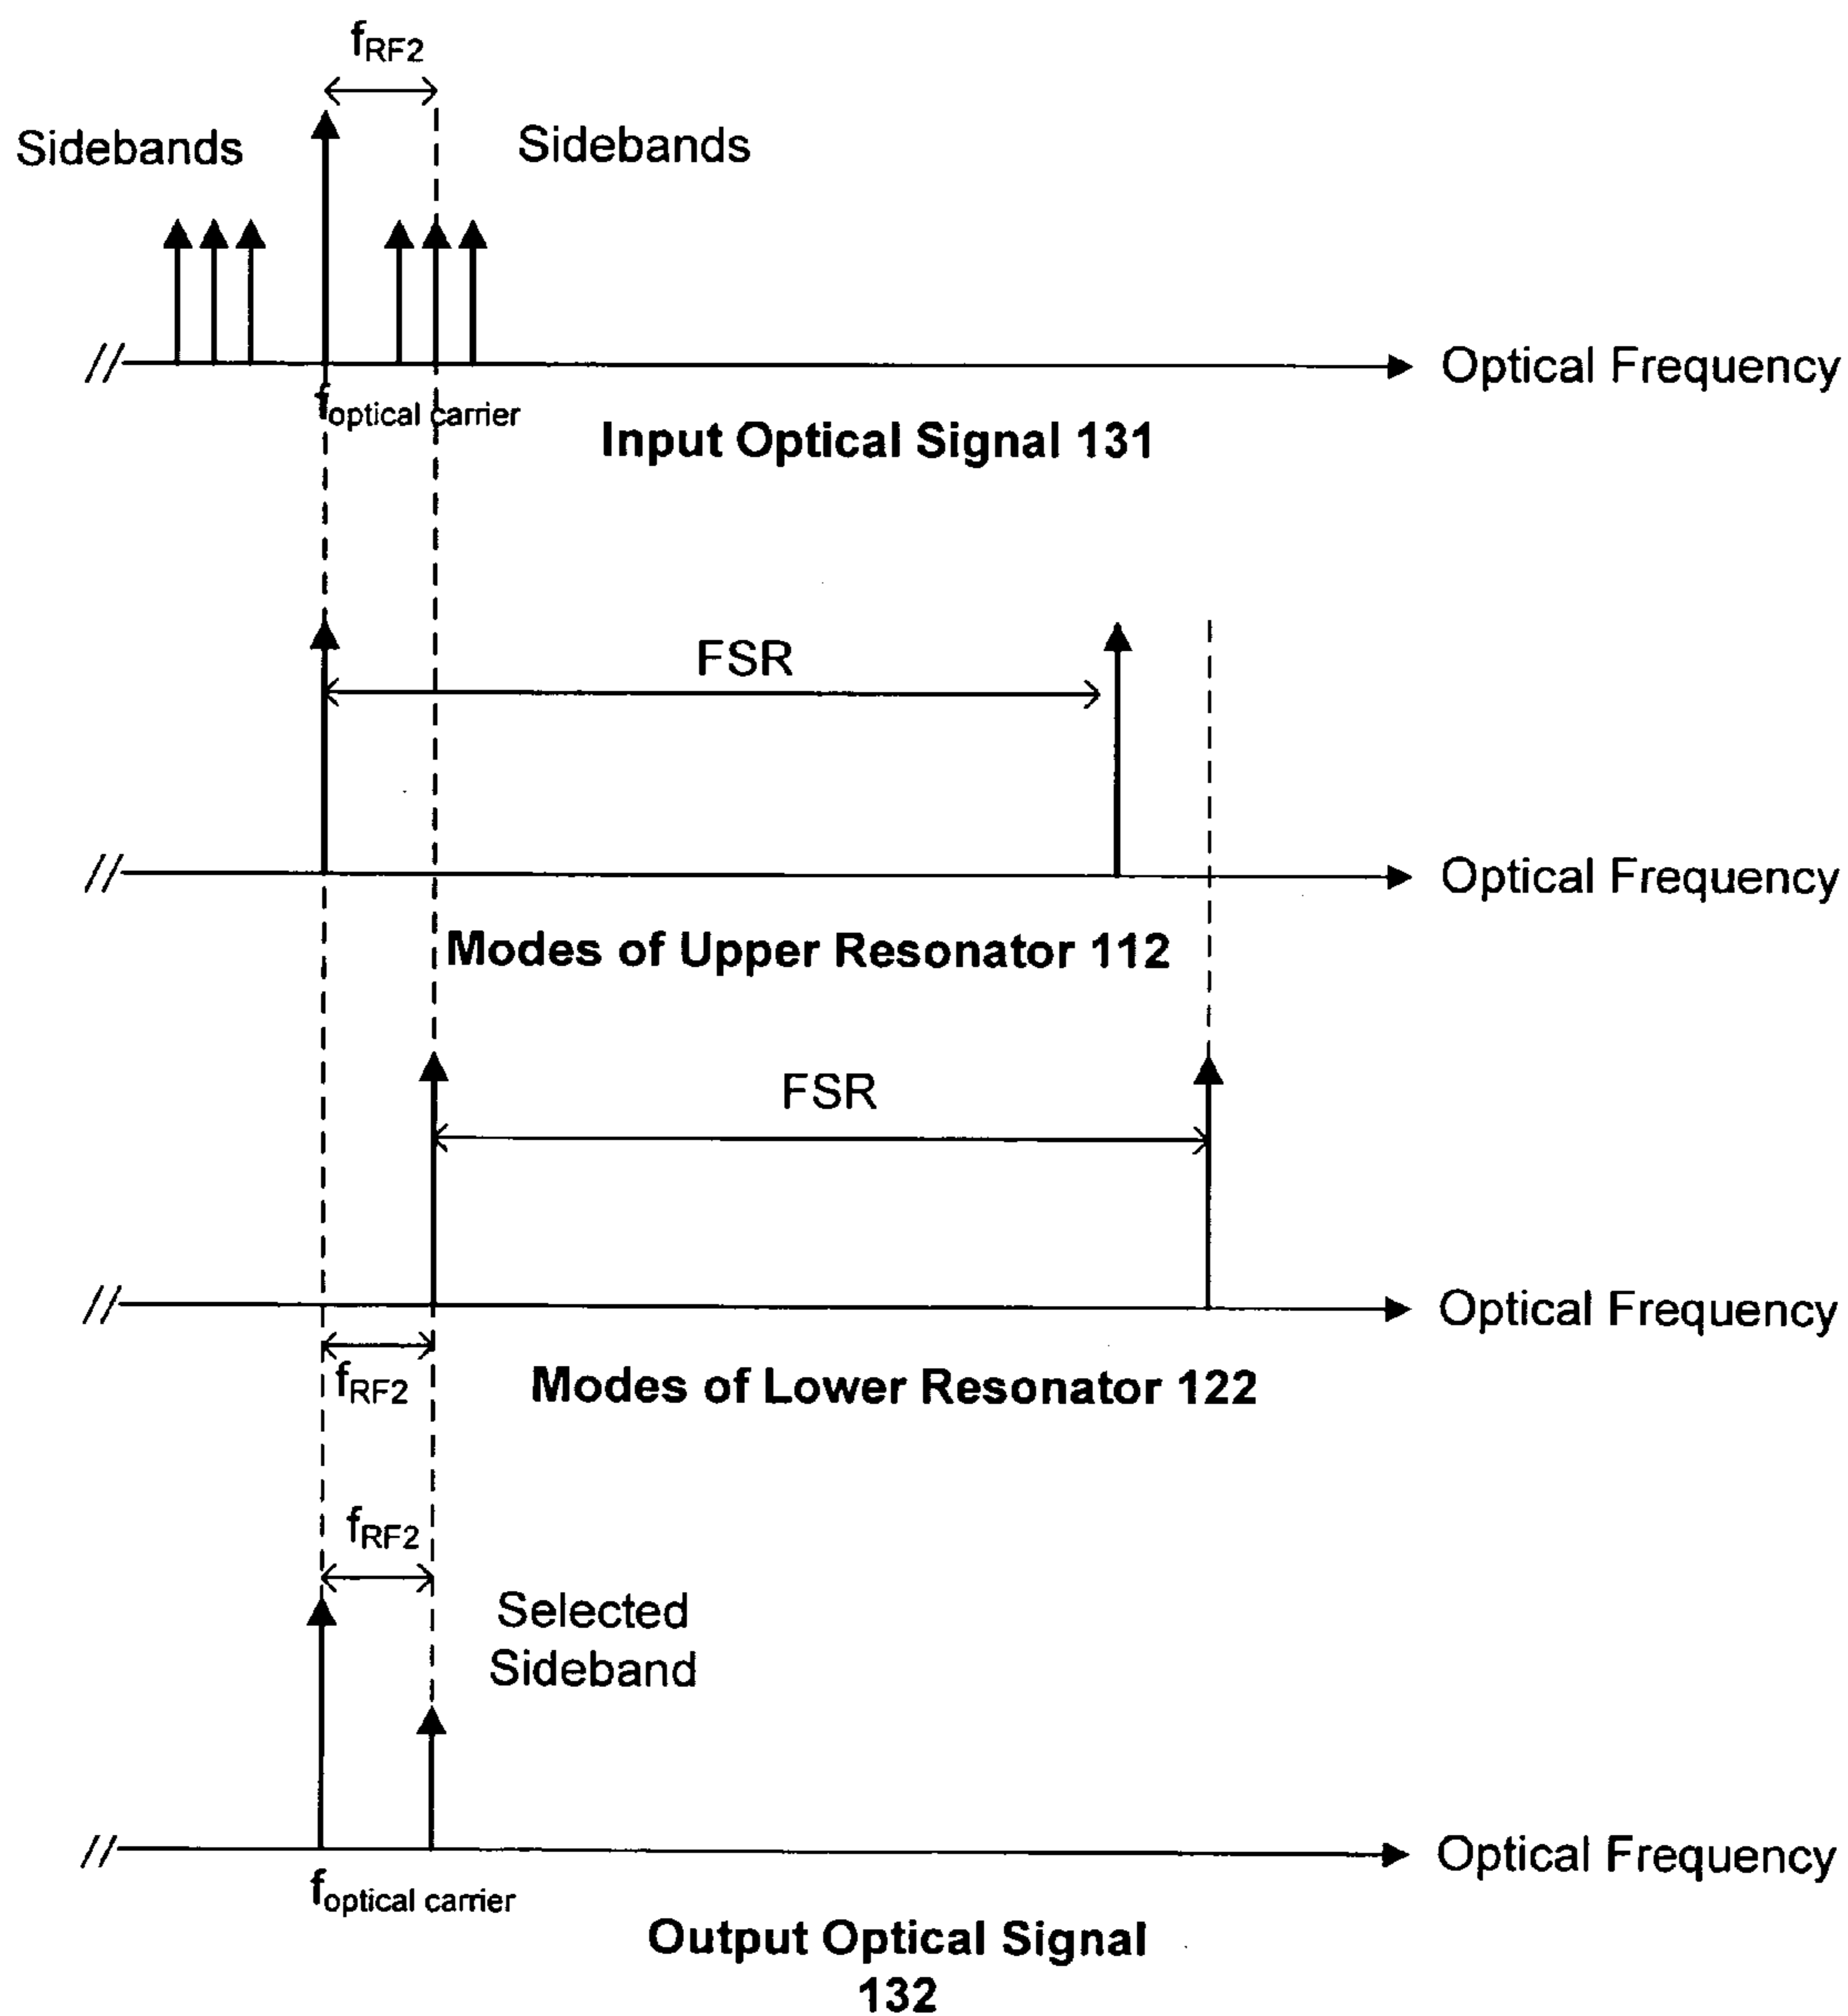 fRF2
Sidebands
Sidebands
Optical Frequency
foptical carrier
Input Optical Signal 131
FSR
Optical Frequency
Modes of Upper Resonator 112
FSR
Optical Frequency
fRF2
Modes of Lower Resonator 122
fRF2
Selected
Sideband
Optical Frequency
foptical carrier
Output Optical Signal
132